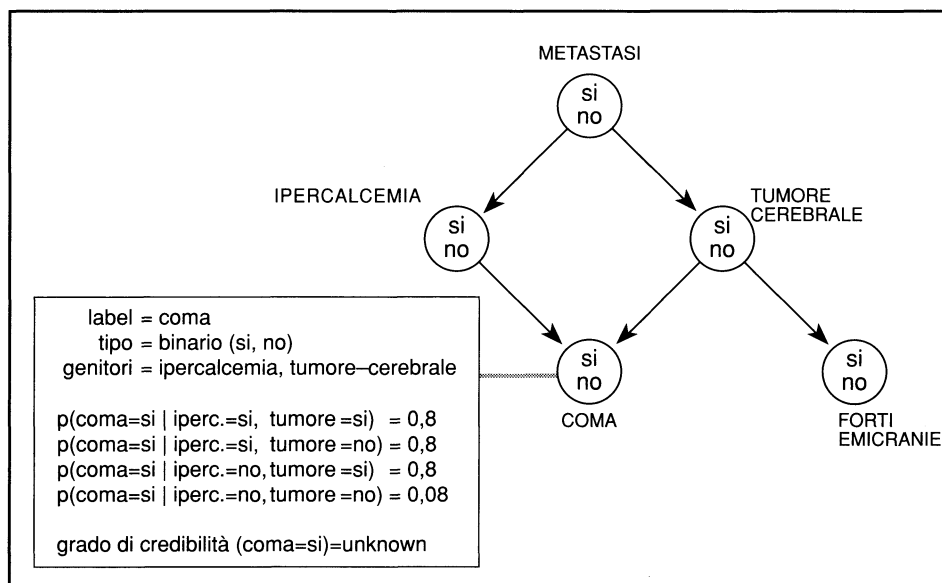 METASTASI
si
no
IPERCALCEMIA
si
no
TUMORE
CEREBRALE
si
no
label = coma
tipo = binario (si, no)
genitori = ipercalcemia, tumore–cerebrale
p(coma=si | iperc.=si, tumore=si) = 0,8
p(coma=si | iperc.=si, tumore=no) = 0,8
p(coma=si | iperc.=no, tumore=si) = 0,8
p(coma=si | iperc.=no, tumore=no) = 0,08
grado di credibilità (coma=si)=unknown
si
no
COMA
si
no
FORTI
EMICRANIE